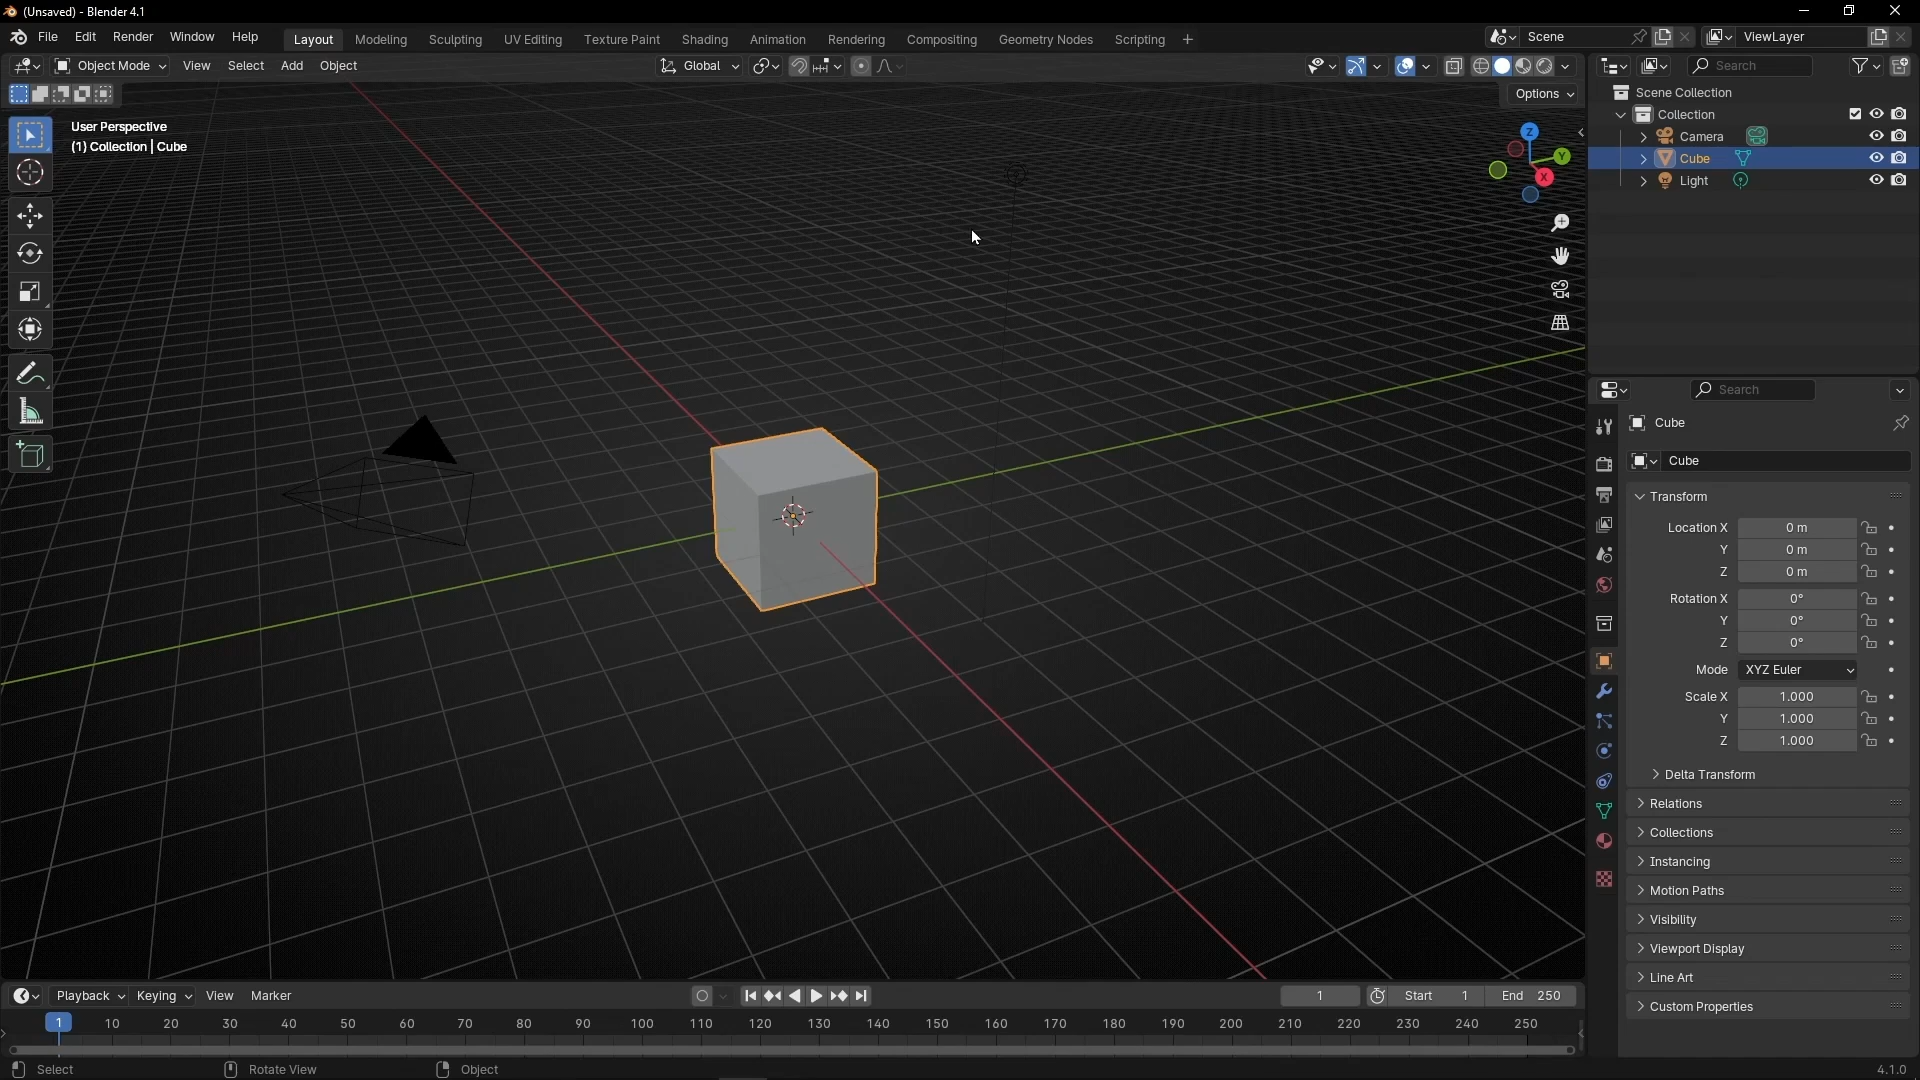 (Unsaved) - Blender 4.1
File Edit Render Window Help Layout Modeling Sculpting UV Editing Texture Paint Shading Animation Rendering Compositing Geometry Nodes Scripting + Scene ViewLayer
Object Mode View Select Add Object Global Search
Options
User Perspective
(1) Collection | Cube
Z
Y
X
Scene Collection
Collection
Camera
Cube
Light
Search
Cube
Cube
Transform
Location X 0 m
Y 0 m
Z 0 m
Rotation X 0°
Y 0°
Z 0°
Mode XYZ Euler
Scale X 1.000
Y 1.000
Z 1.000
Delta Transform
Relations
Collections
Instancing
Motion Paths
Visibility
Viewport Display
Line Art
Custom Properties
Playback Keying View Marker 1 Start 1 End 250
1 10 20 30 40 50 60 70 80 90 100 110 120 130 140 150 160 170 180 190 200 210 220 230 240 250
Select Rotate View Object 4.1.0